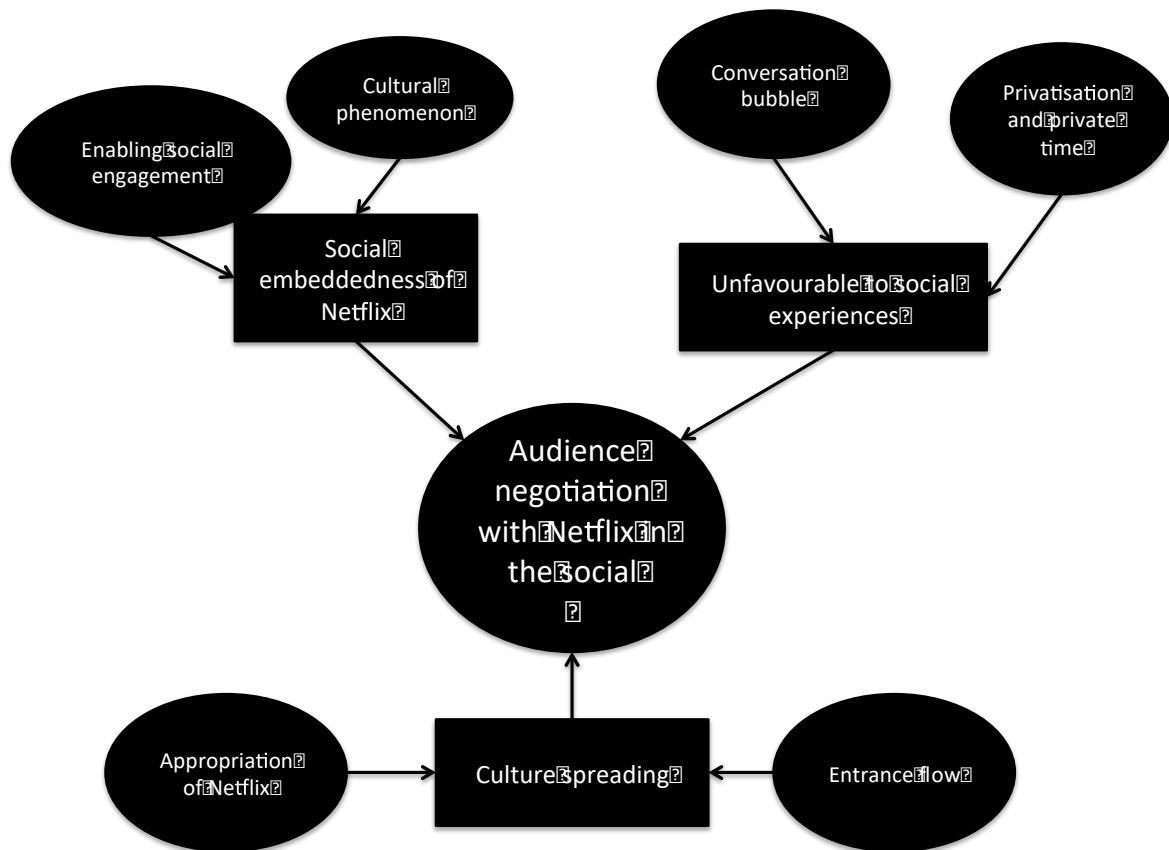 Cultural
phenomenon
Enabling social
engagement
Conversation
bubble
Privatisation
and private
time
Social
embeddedness of
Netflix
Unfavourable to social
experiences
Audience
negotiation
with Netflix in
the social
Appropriation
of Netflix
Culture spreading
Entrance flow